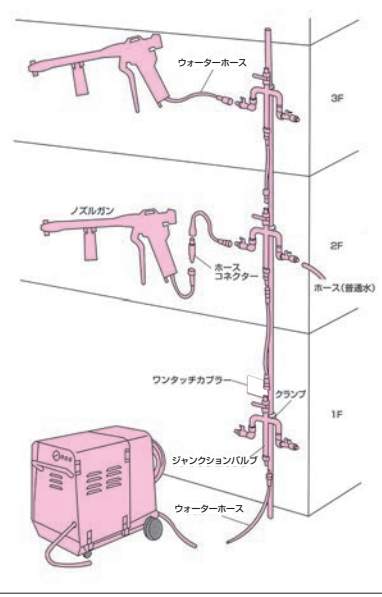 ウォーターホース
3F
ノズルガン
2F
ホース
コネクター
ホース(普通水)
ワンタッチカプラー
クランプ
1F
ジャンクションバルブ
ウォーターホース